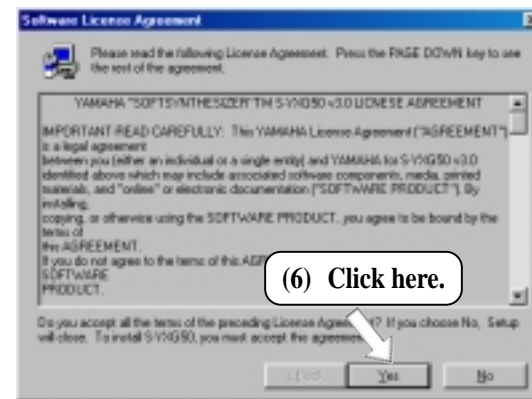 Software License Agreement
Please read the following License Agreement. Press the PAGE DOWN key to see
the rest of the agreement.
YAMAHA "SOFTSYNTHESIZER"TM S-YXG50 v3.0 LICNESE AGREEMENT
IMPORTANT-READ CAREFULLY: This YAMAHA License Agreement ("AGREEMENT")
is a legal agreement
between you (either an individual or a single entity) and YAMAHA for S-YXG50 v3.0
identified above which may include associated software components, media, printed
materials, and "online" or electronic documentation ("SOFTWARE PRODUCT"). By
installing,
copying, or otherwise using the SOFTWARE PRODUCT, you agree to be bound by the
terms of
the AGREEMENT.
If you do not agree to the terms of this
SOFTWARE
PRODUCT.
(6) Click here.
Do you accept all the terms of the preceding License Agreement? If you choose No, Setup
will close. To install S-YXG50, you must accept this agreement.
< Back
Yes
No